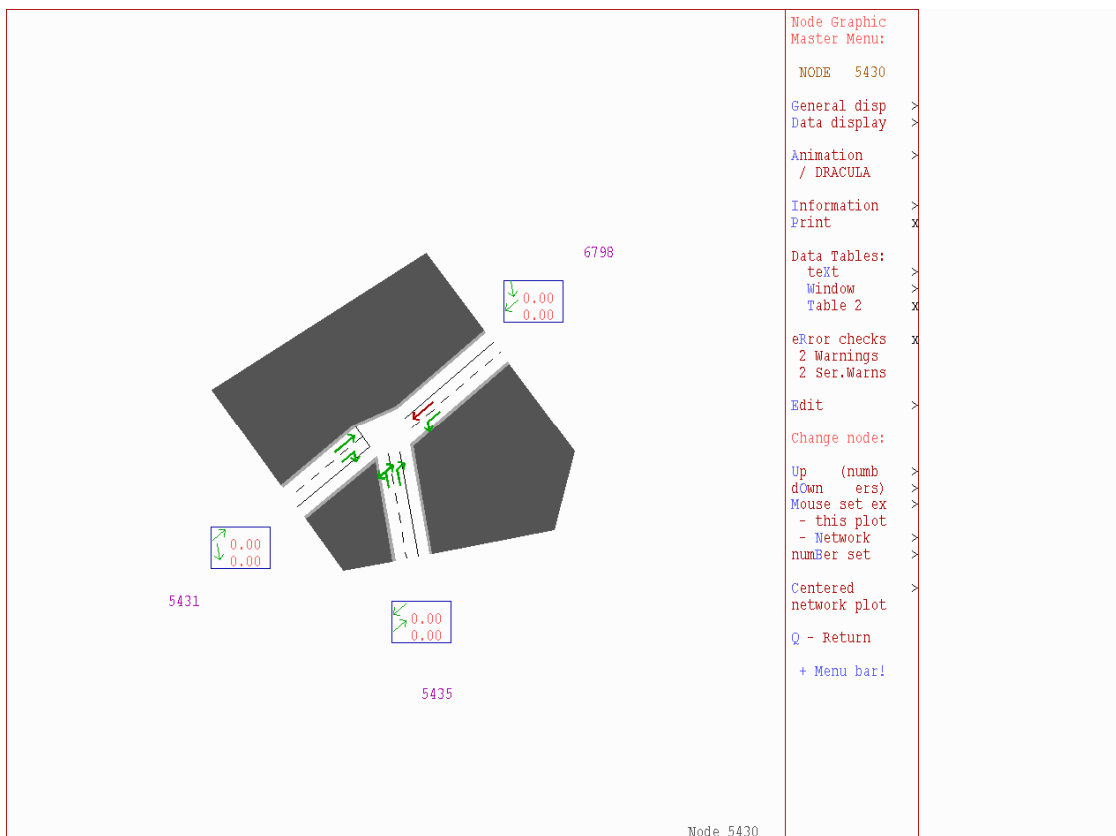 Node Graphic
Master Menu:
NODE 5430
General disp >
Data display >
Animation >
/ DRACULA
Information >
Print x
Data Tables:
teXt >
Window >
Table 2 x
eRror checks x
2 Warnings
2 Ser.Warns
Edit >
Change node:
Up (numb >
dOwn ers) >
Mouse set ex >
- this plot
- Network >
numBer set >
Centered >
network plot
Q - Return
+ Menu bar!
6798
0.00
0.00
0.00
0.00
5431
0.00
0.00
5435
Node 5430